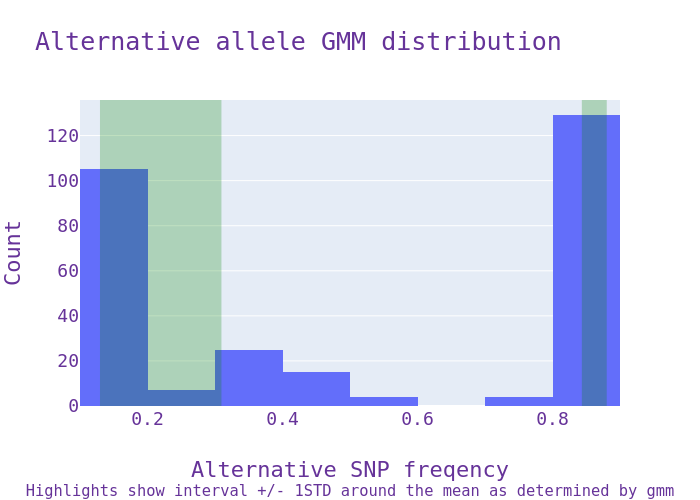 Alternative allele GMM distribution
120
100
80
60
40
20
0
Count
0.2 0.4 0.6 0.8
Alternative SNP freqency
Highlights show interval +/- 1STD around the mean as determined by gmm